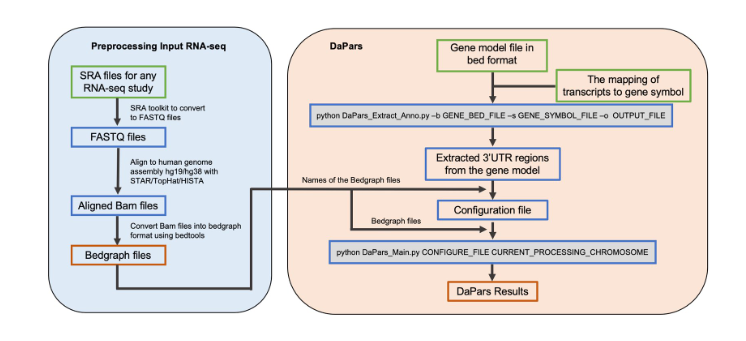 Preprocessing Input RNA-seq
SRA files for any
RNA-seq study
SRA toolkit to convert
to FASTQ files
FASTQ files
Align to human genome
assembly hg19/hg38 with
STAR/TopHat/HISTA
Aligned Bam files
Convert Bam files into bedgraph
format using bedtools
Bedgraph files
DaPars
Gene model file in
bed format
The mapping of
transcripts to gene symbol
python DaPars_Extract_Anno.py –b GENE_BED_FILE –s GENE_SYMBOL_FILE –o OUTPUT_FILE
Extracted 3'UTR regions
from the gene model
Names of the Bedgraph files
Configuration file
Bedgraph files
python DaPars_Main.py CONFIGURE_FILE CURRENT_PROCESSING_CHROMOSOME
DaPars Results